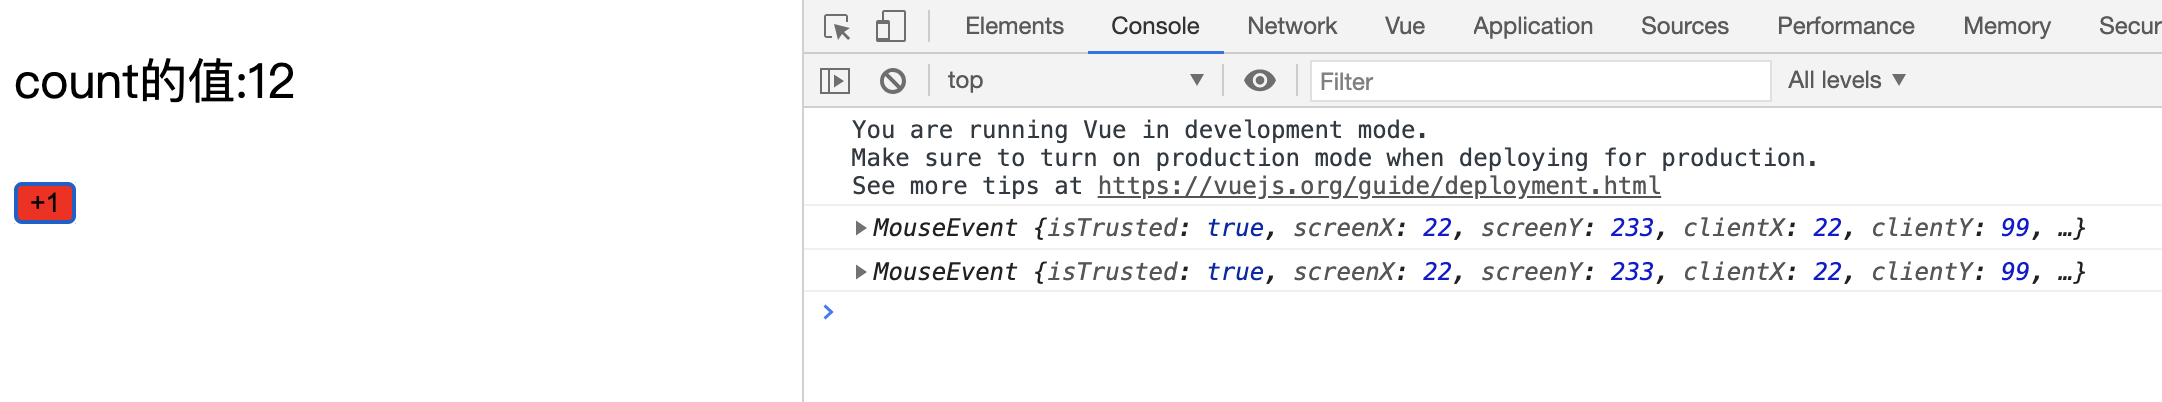 count的值:12
+1
Elements Console Network Vue Application Sources Performance Memory Secur
top Filter All levels
You are running Vue in development mode.
Make sure to turn on production mode when deploying for production.
See more tips at https://vuejs.org/guide/deployment.html
MouseEvent {isTrusted: true, screenX: 22, screenY: 233, clientX: 22, clientY: 99, …}
MouseEvent {isTrusted: true, screenX: 22, screenY: 233, clientX: 22, clientY: 99, …}